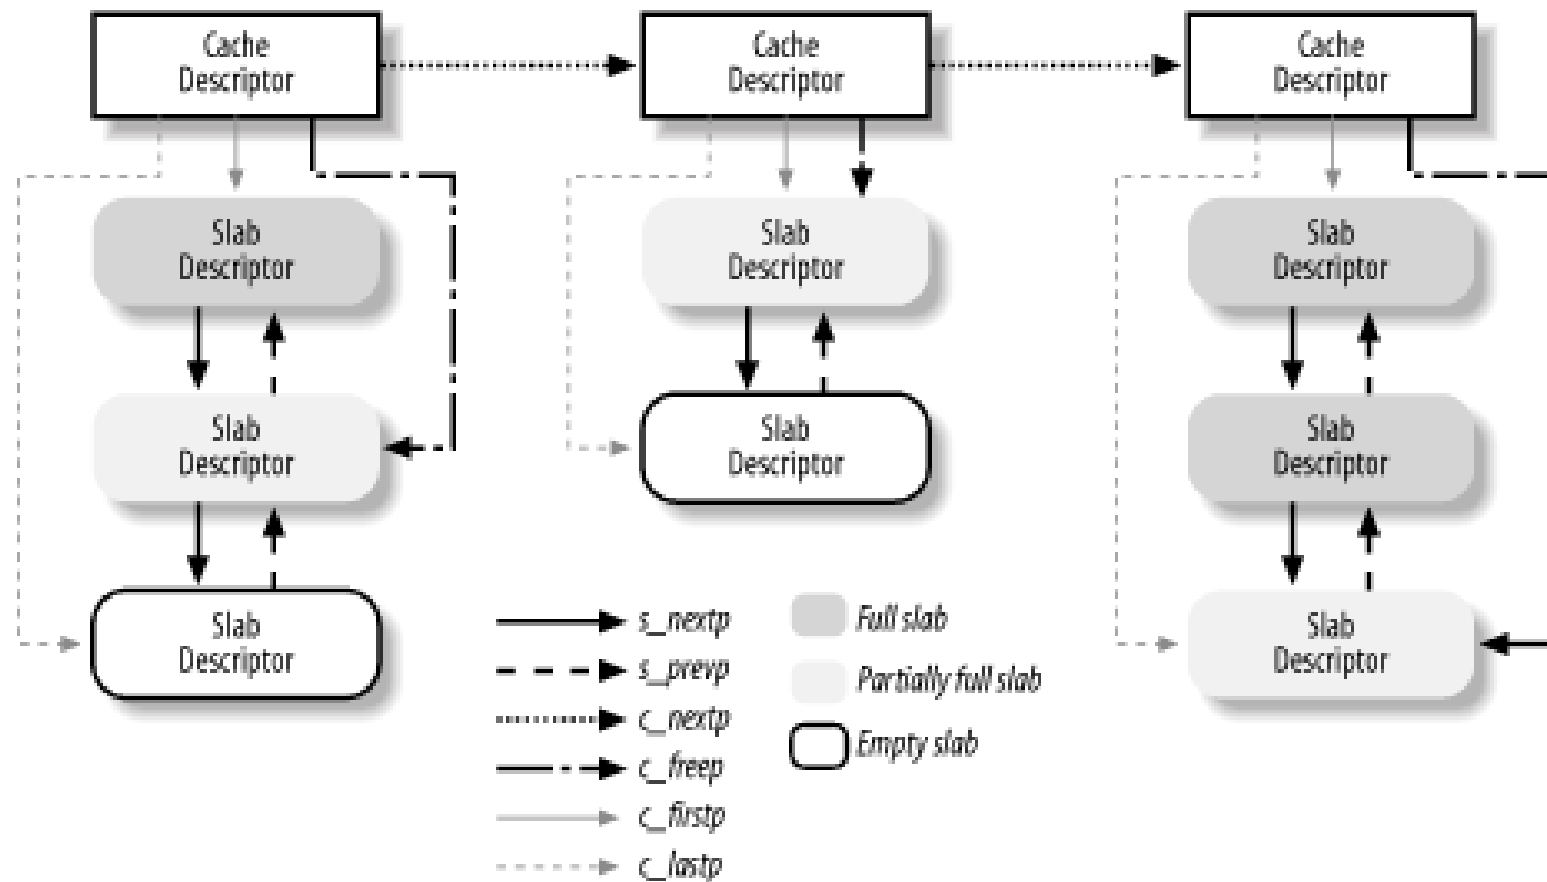 Cache
Descriptor
Cache
Descriptor
Cache
Descriptor
Slab
Descriptor
Slab
Descriptor
Slab
Descriptor
Slab
Descriptor
Slab
Descriptor
Slab
Descriptor
Slab
Descriptor
Slab
Descriptor
s_nextp
s_prevp
c_nextp
c_freep
c_firstp
c_lastp
Full slab
Partially full slab
Empty slab